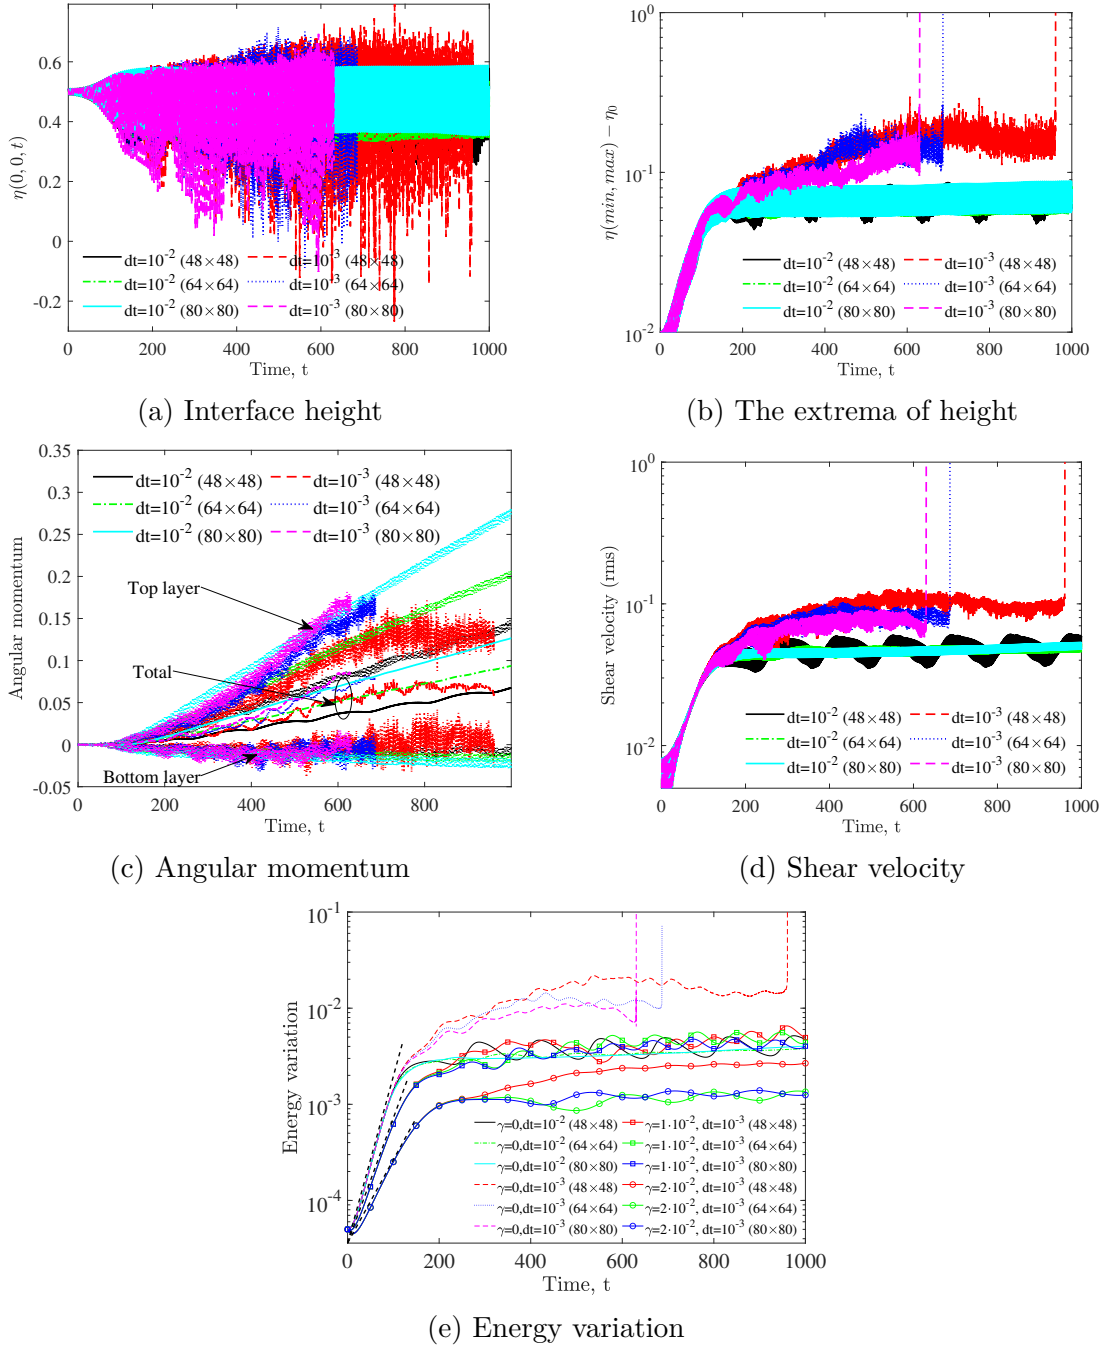 0.6
0.4
0.2
0
-0.2
η(0, 0, t)
0 200 400 600 800 1000
Time, t
dt=10⁻² (48×48) dt=10⁻³ (48×48)
dt=10⁻² (64×64) dt=10⁻³ (64×64)
dt=10⁻² (80×80) dt=10⁻³ (80×80)
(a) Interface height
10⁰
10⁻¹
10⁻²
η(min, max) − η₀
0 200 400 600 800 1000
Time, t
dt=10⁻² (48×48) dt=10⁻³ (48×48)
dt=10⁻² (64×64) dt=10⁻³ (64×64)
dt=10⁻² (80×80) dt=10⁻³ (80×80)
(b) The extrema of height
0.35
0.3
0.25
0.2
0.15
0.1
0.05
0
-0.05
Angular momentum
dt=10⁻² (48×48) dt=10⁻³ (48×48)
dt=10⁻² (64×64) dt=10⁻³ (64×64)
dt=10⁻² (80×80) dt=10⁻³ (80×80)
Top layer
Total
Bottom layer
200 400 600 800
Time, t
(c) Angular momentum
10⁰
10⁻¹
10⁻²
Shear velocity (rms)
dt=10⁻² (48×48) dt=10⁻³ (48×48)
dt=10⁻² (64×64) dt=10⁻³ (64×64)
dt=10⁻² (80×80) dt=10⁻³ (80×80)
0 200 400 600 800 1000
Time, t
(d) Shear velocity
10⁻¹
10⁻²
10⁻³
10⁻⁴
Energy variation
γ=0,dt=10⁻² (48×48) γ=1·10⁻², dt=10⁻³ (48×48)
γ=0,dt=10⁻² (64×64) γ=1·10⁻², dt=10⁻³ (64×64)
γ=0,dt=10⁻² (80×80) γ=1·10⁻², dt=10⁻³ (80×80)
γ=0,dt=10⁻³ (48×48) γ=2·10⁻², dt=10⁻³ (48×48)
γ=0,dt=10⁻³ (64×64) γ=2·10⁻², dt=10⁻³ (64×64)
γ=0,dt=10⁻³ (80×80) γ=2·10⁻², dt=10⁻³ (80×80)
0 200 400 600 800 1000
Time, t
(e) Energy variation